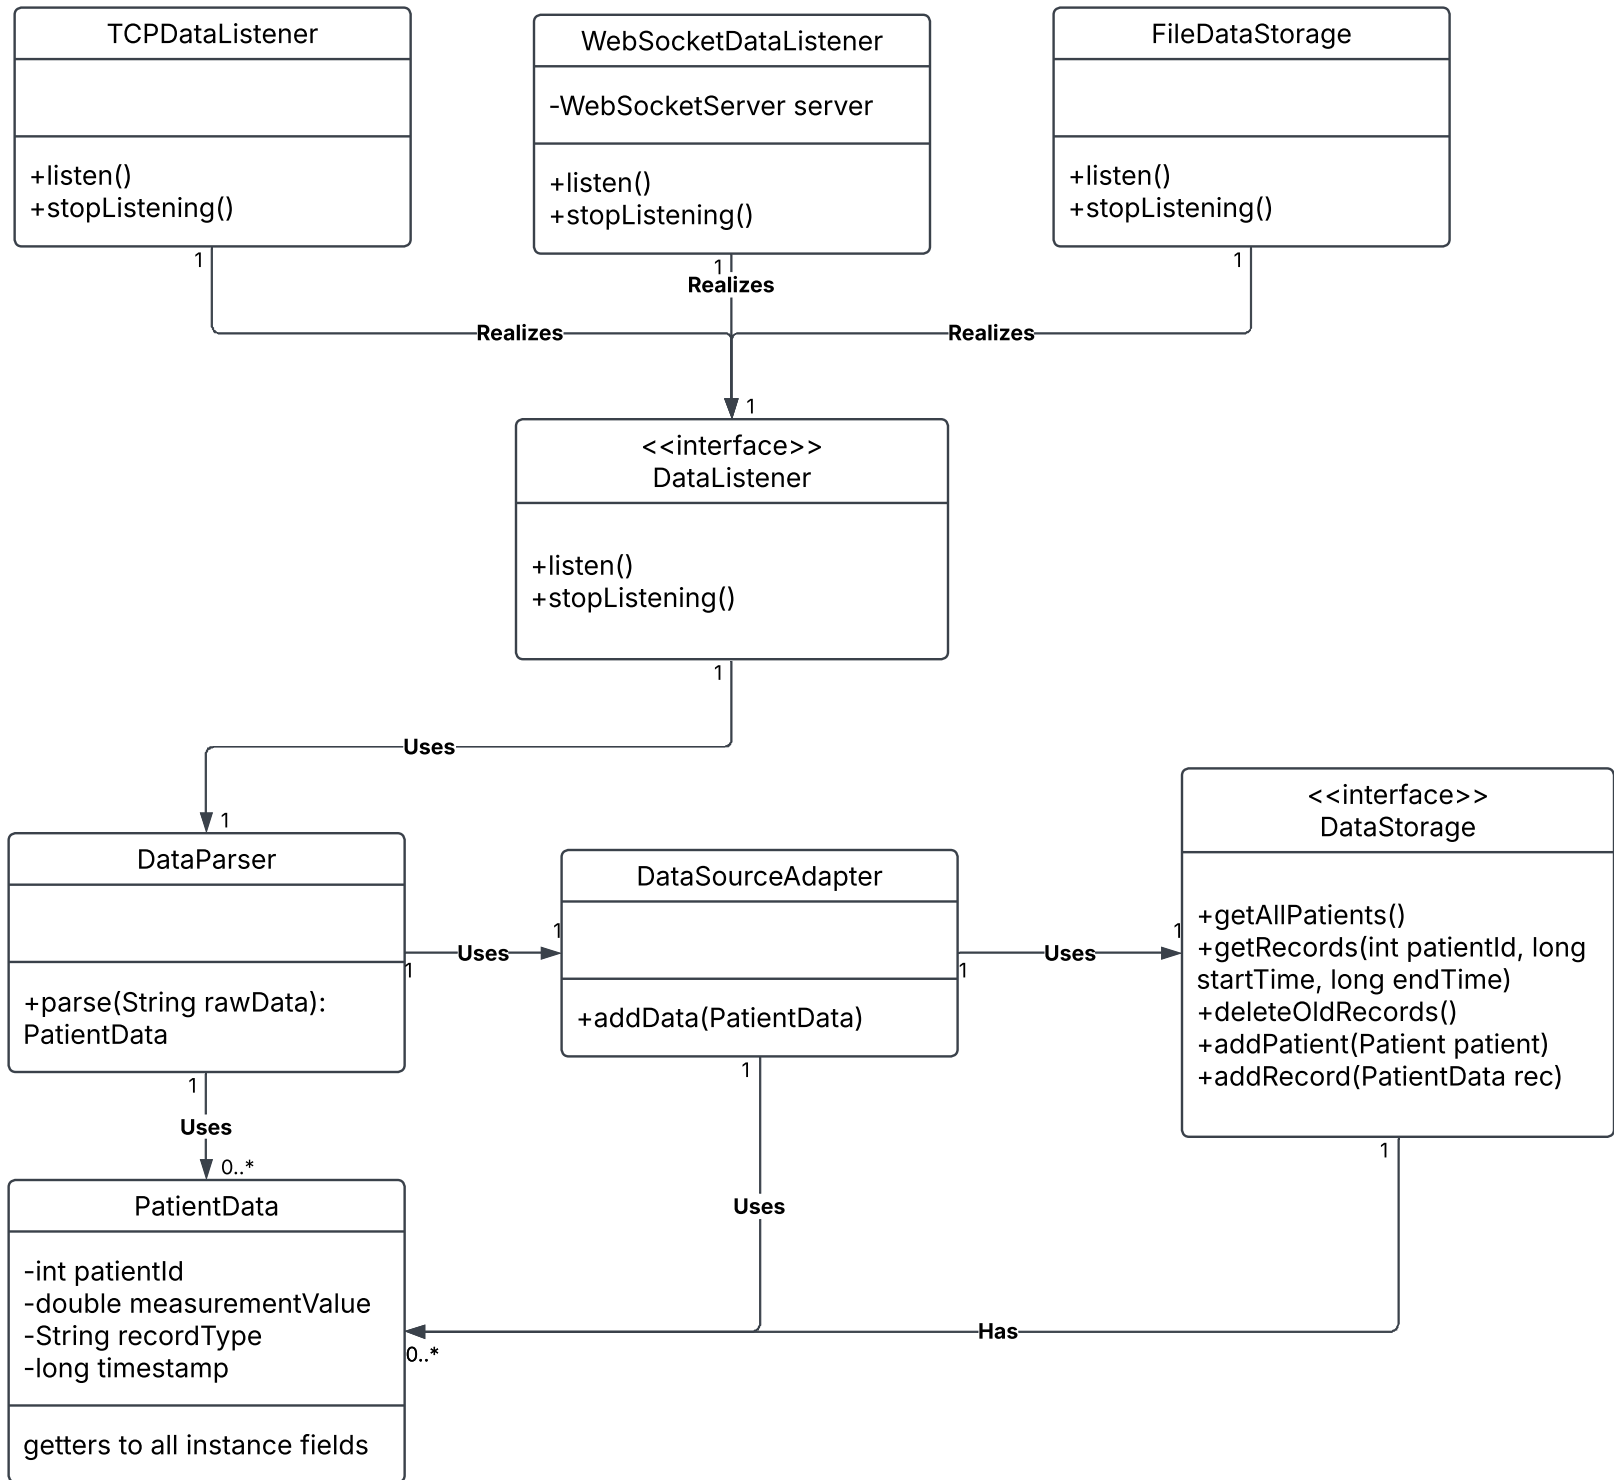 TCPDataListener
+listen()
+stopListening()
1
WebSocketDataListener
-WebSocketServer server
+listen()
+stopListening()
1
FileDataStorage
+listen()
+stopListening()
1
Realizes
Realizes
Realizes
1
<<interface>>
DataListener
+listen()
+stopListening()
1
Uses
1
DataParser
+parse(String rawData):
PatientData
1
Uses
1
DataSourceAdapter
+addData(PatientData)
1
Uses
1
<<interface>>
DataStorage
+getAllPatients()
+getRecords(int patientId, long
startTime, long endTime)
+deleteOldRecords()
+addPatient(Patient patient)
+addRecord(PatientData rec)
1
Uses
0..*
1
Uses
1
Has
0..*
PatientData
-int patientId
-double measurementValue
-String recordType
-long timestamp
getters to all instance fields